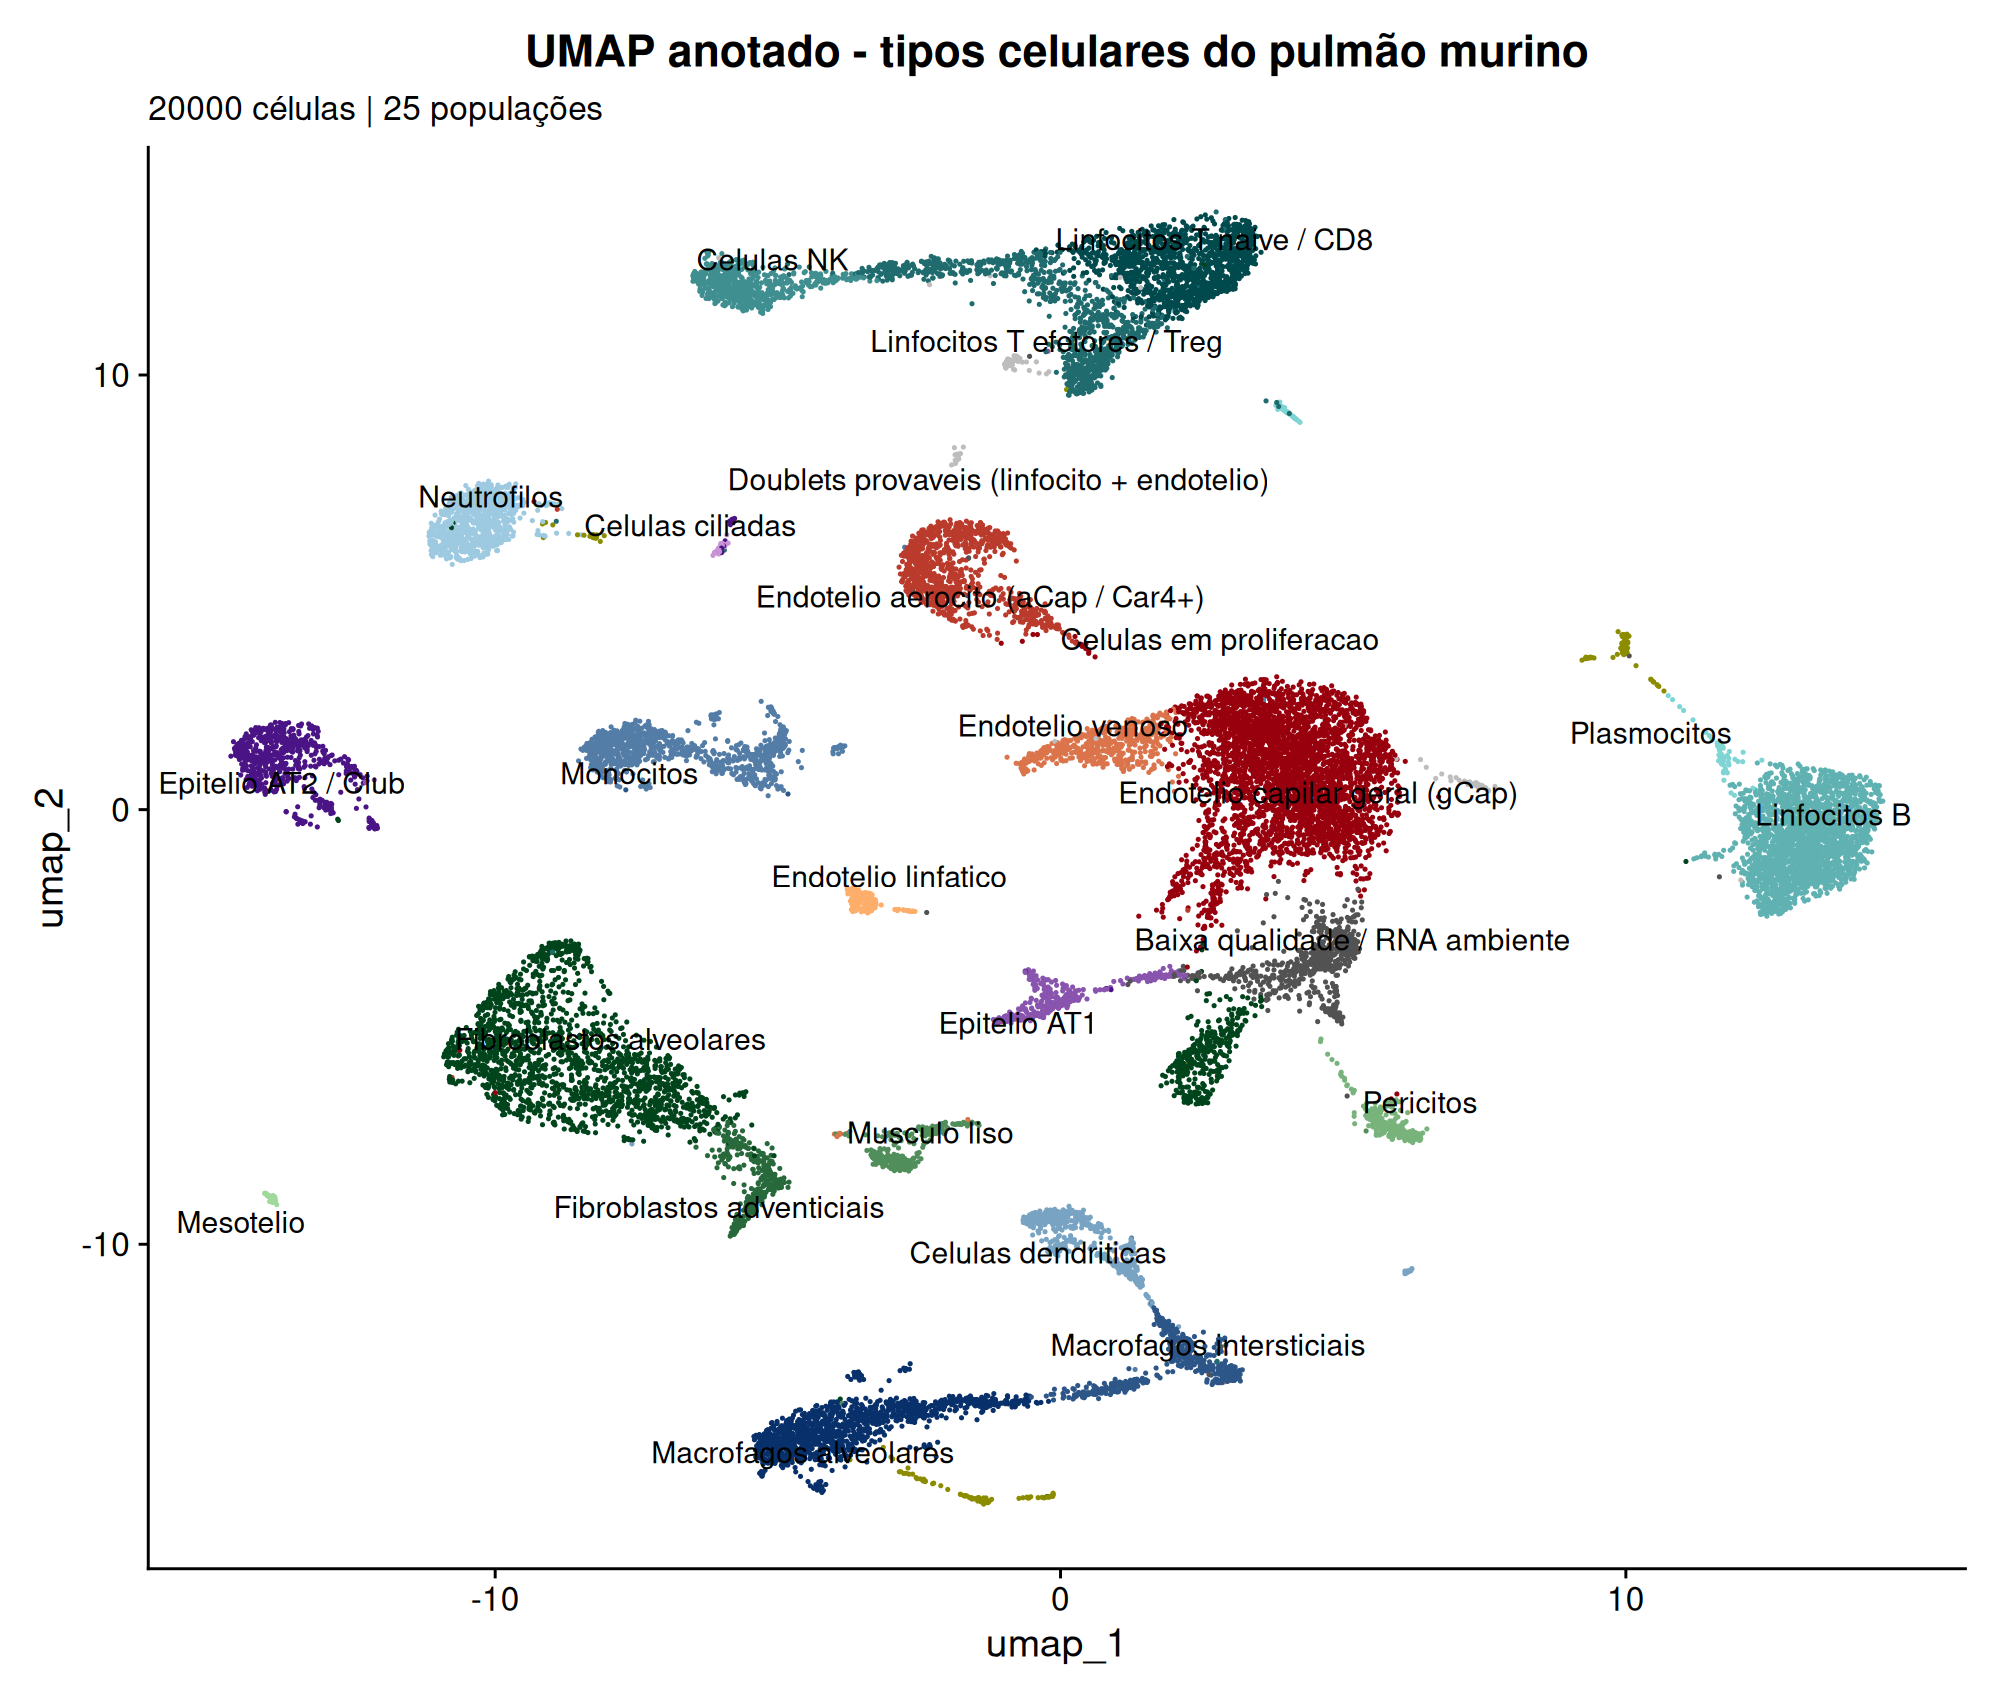 UMAP anotado - tipos celulares do pulmão murino
20000 células | 25 populações
Linfocitos T naive / CD8
Celulas NK
Linfocitos T efetores / Treg
10
Doublets provaveis (linfocito + endotelio)
Neutrofilos
Celulas ciliadas
Endotelio aerocito (aCap / Car4+)
Celulas em proliferacao
Endotelio venoso
Plasmocitos
Monocitos
Epitelio AT2 / Club
Endotelio capilar geral (gCap)
0
Linfocitos B
umap_2
Endotelio linfatico
Baixa qualidade / RNA ambiente
Epitelio AT1
Fibroblastos alveolares
Pericitos
Musculo liso
Fibroblastos adventiciais
Mesotelio
-10
Celulas dendriticas
Macrofagos intersticiais
Macrofagos alveolares
-10
0
10
umap_1